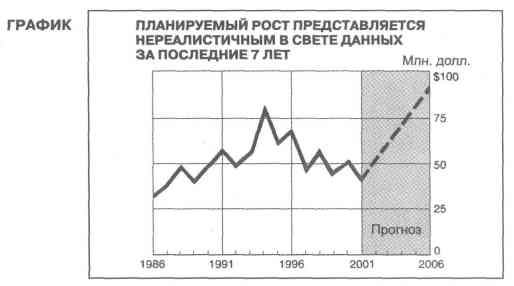 ГРАФИК
ПЛАНИРУЕМЫЙ РОСТ ПРЕДСТАВЛЯЕТСЯ
НЕРЕАЛИСТИЧНЫМ В СВЕТЕ ДАННЫХ
ЗА ПОСЛЕДНИЕ 7 ЛЕТ
Млн. долл.
$100
75
50
25
Прогноз
0
1986
1991
1996
2001
2006